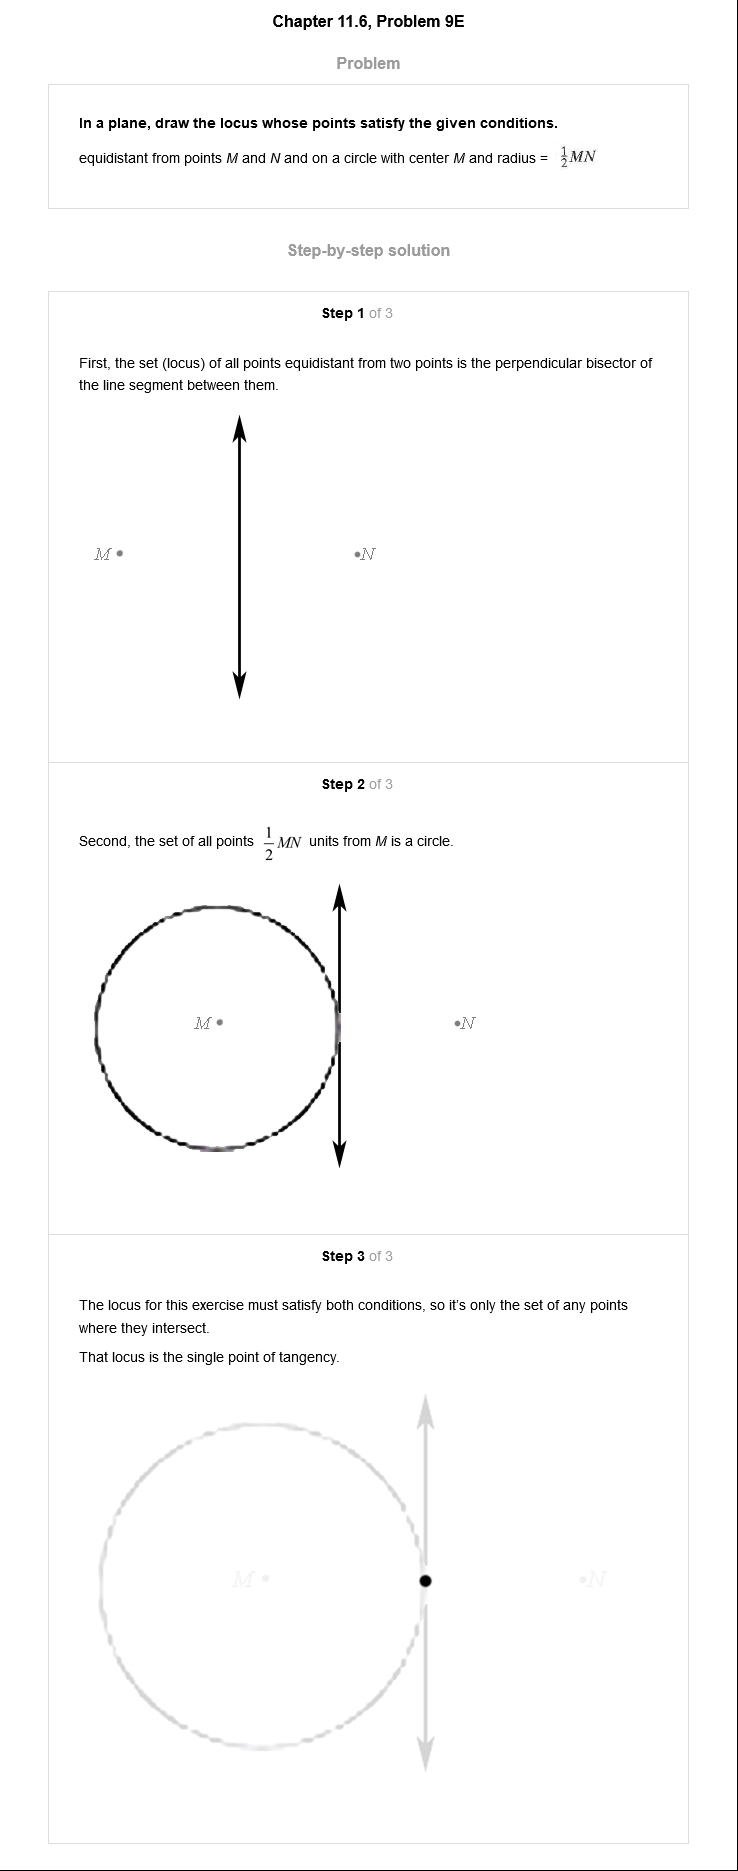 Chapter 11.6, Problem 9E
Problem
In a plane, draw the locus whose points satisfy the given conditions.
equidistant from points M and N and on a circle with center M and radius = ½MN
Step-by-step solution
Step 1 of 3
First, the set (locus) of all points equidistant from two points is the perpendicular bisector of
the line segment between them.
M
N
Step 2 of 3
Second, the set of all points 1/2 MN units from M is a circle.
M
N
Step 3 of 3
The locus for this exercise must satisfy both conditions, so it's only the set of any points
where they intersect.
That locus is the single point of tangency.
M
N